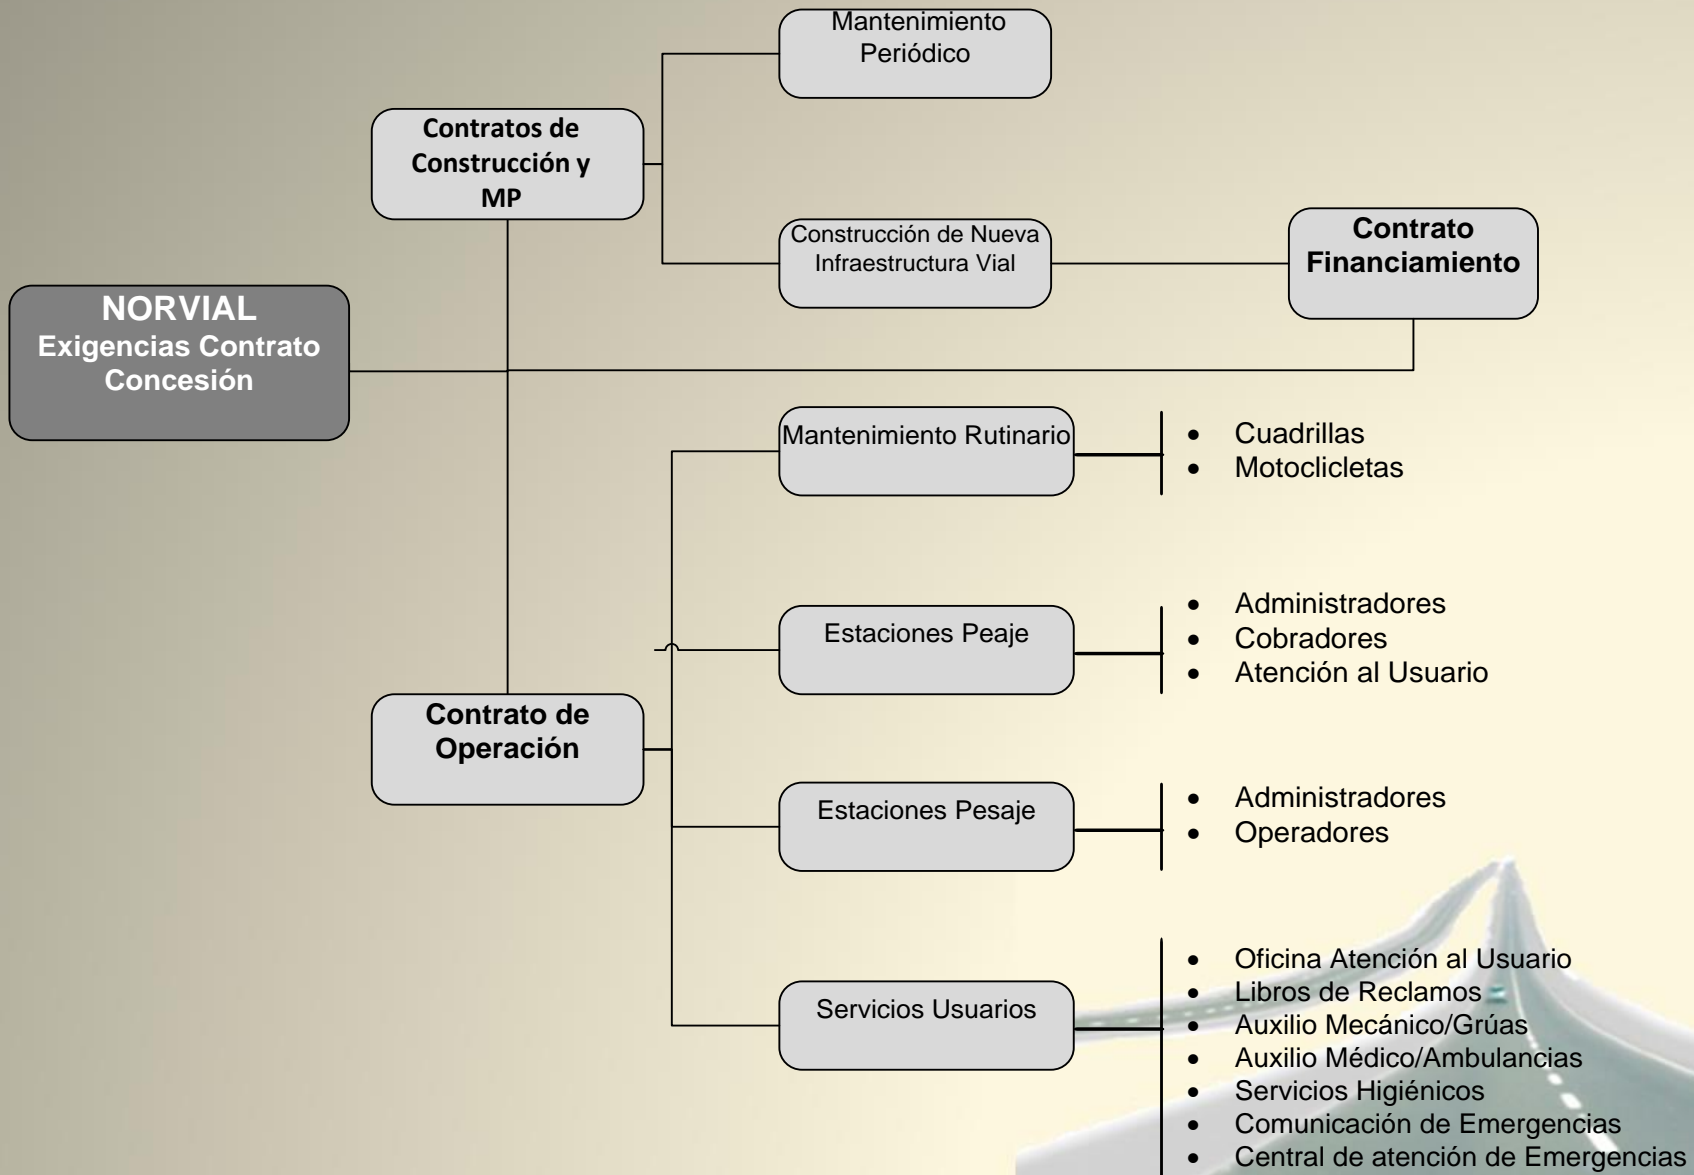 Mantenimiento
Periódico
Contratos de
Construcción y
MP
Construcción de Nueva
Infraestructura Vial
Contrato
Financiamiento
NORVIAL
Exigencias Contrato
Concesión
Mantenimiento Rutinario
• Cuadrillas
• Motoclicletas
Estaciones Peaje
• Administradores
• Cobradores
• Atención al Usuario
Contrato de
Operación
Estaciones Pesaje
• Administradores
• Operadores
Servicios Usuarios
• Oficina Atención al Usuario
• Libros de Reclamos
• Auxilio Mecánico/Grúas
• Auxilio Médico/Ambulancias
• Servicios Higiénicos
• Comunicación de Emergencias
• Central de atención de Emergencias